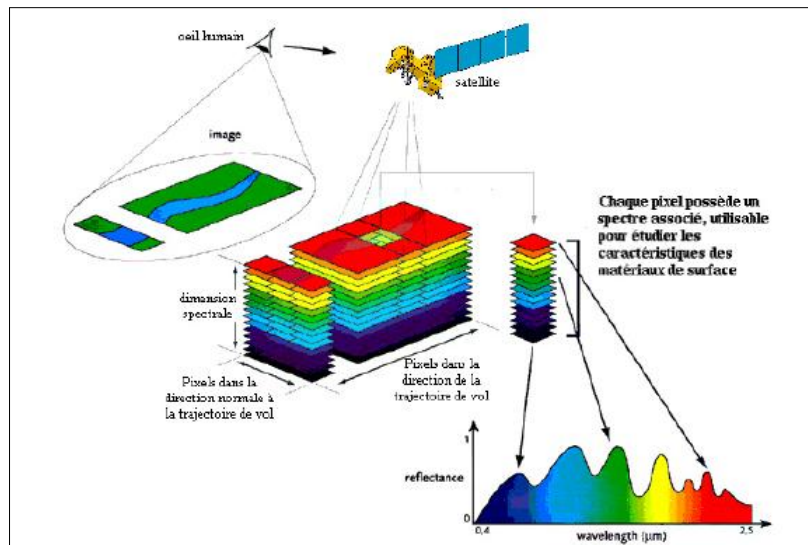 oeil humain
satellite
image
Chaque pixel possède un
spectre associé, utilisable
pour étudier les
caractéristiques des
matériaux de surface
dimension
spectrale
Pixels dans la
direction normale à
la trajectoire de vol
Pixels dans la
direction de la
trajectoire de vol
1
reflectance
0
0,4
2,5
wavelength (µm)